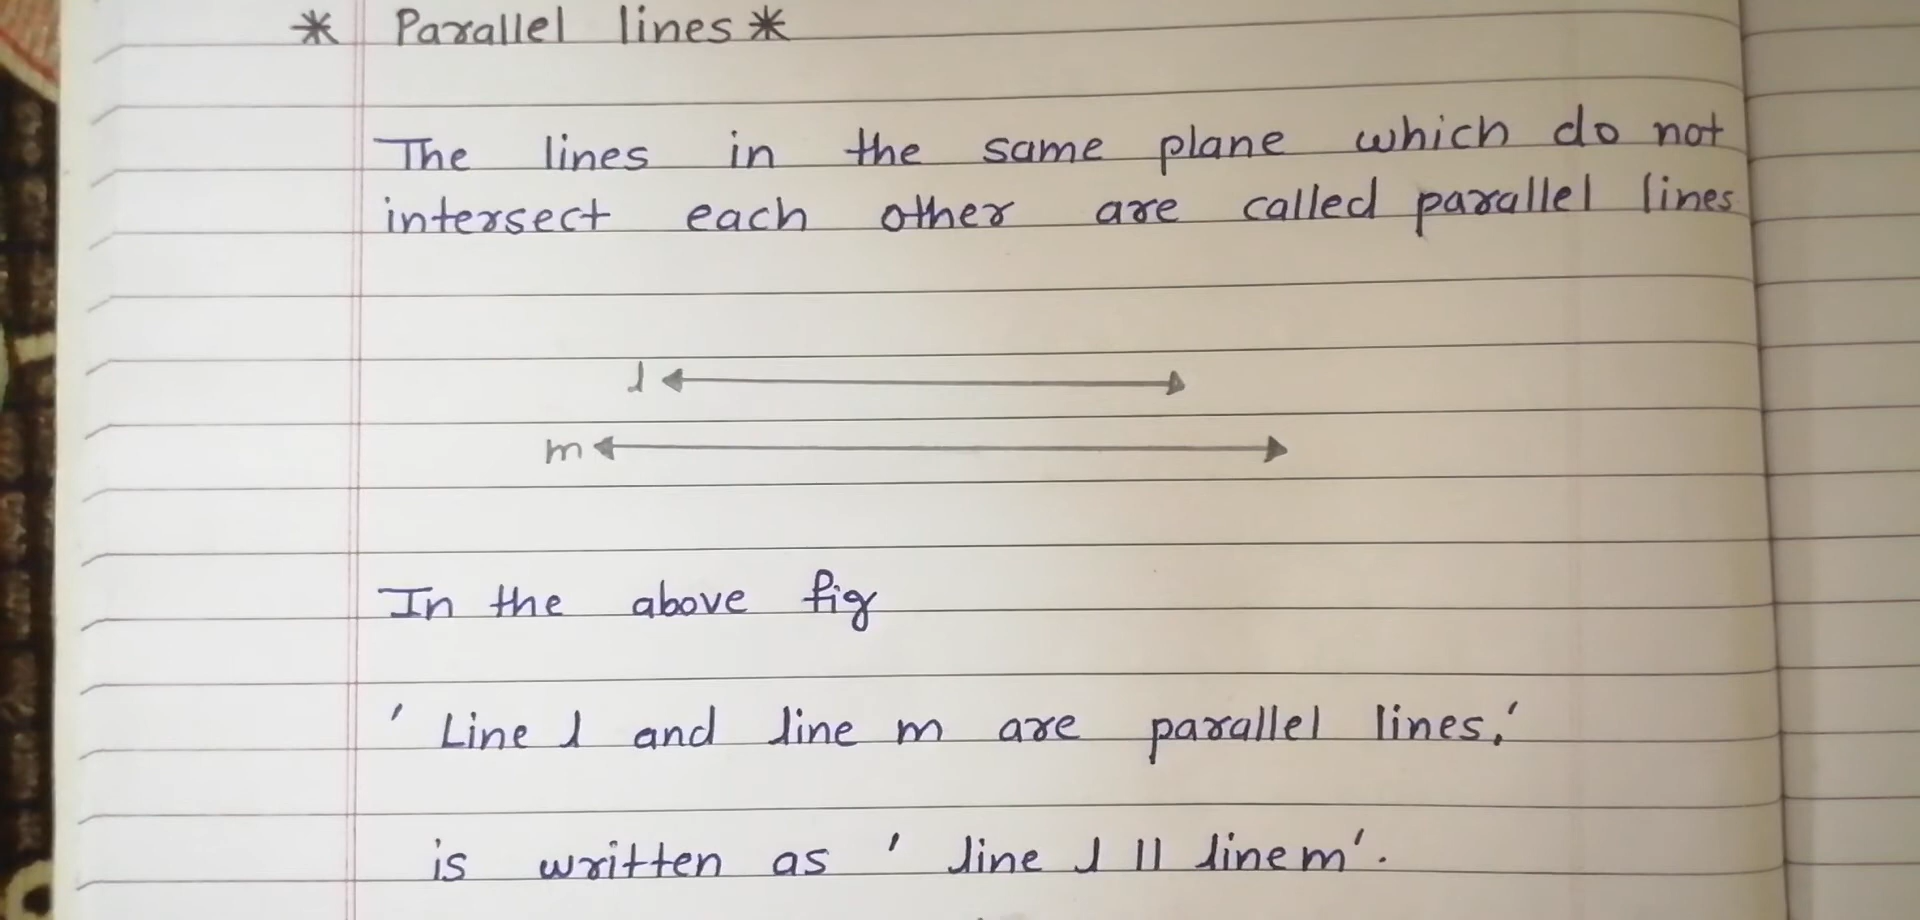 * Parallel lines *
The lines in the same plane which do not
intersect each other are called parallel lines
l
m
In the above fig
' Line l and line m are parallel lines.'
is written as ' line l || line m'.